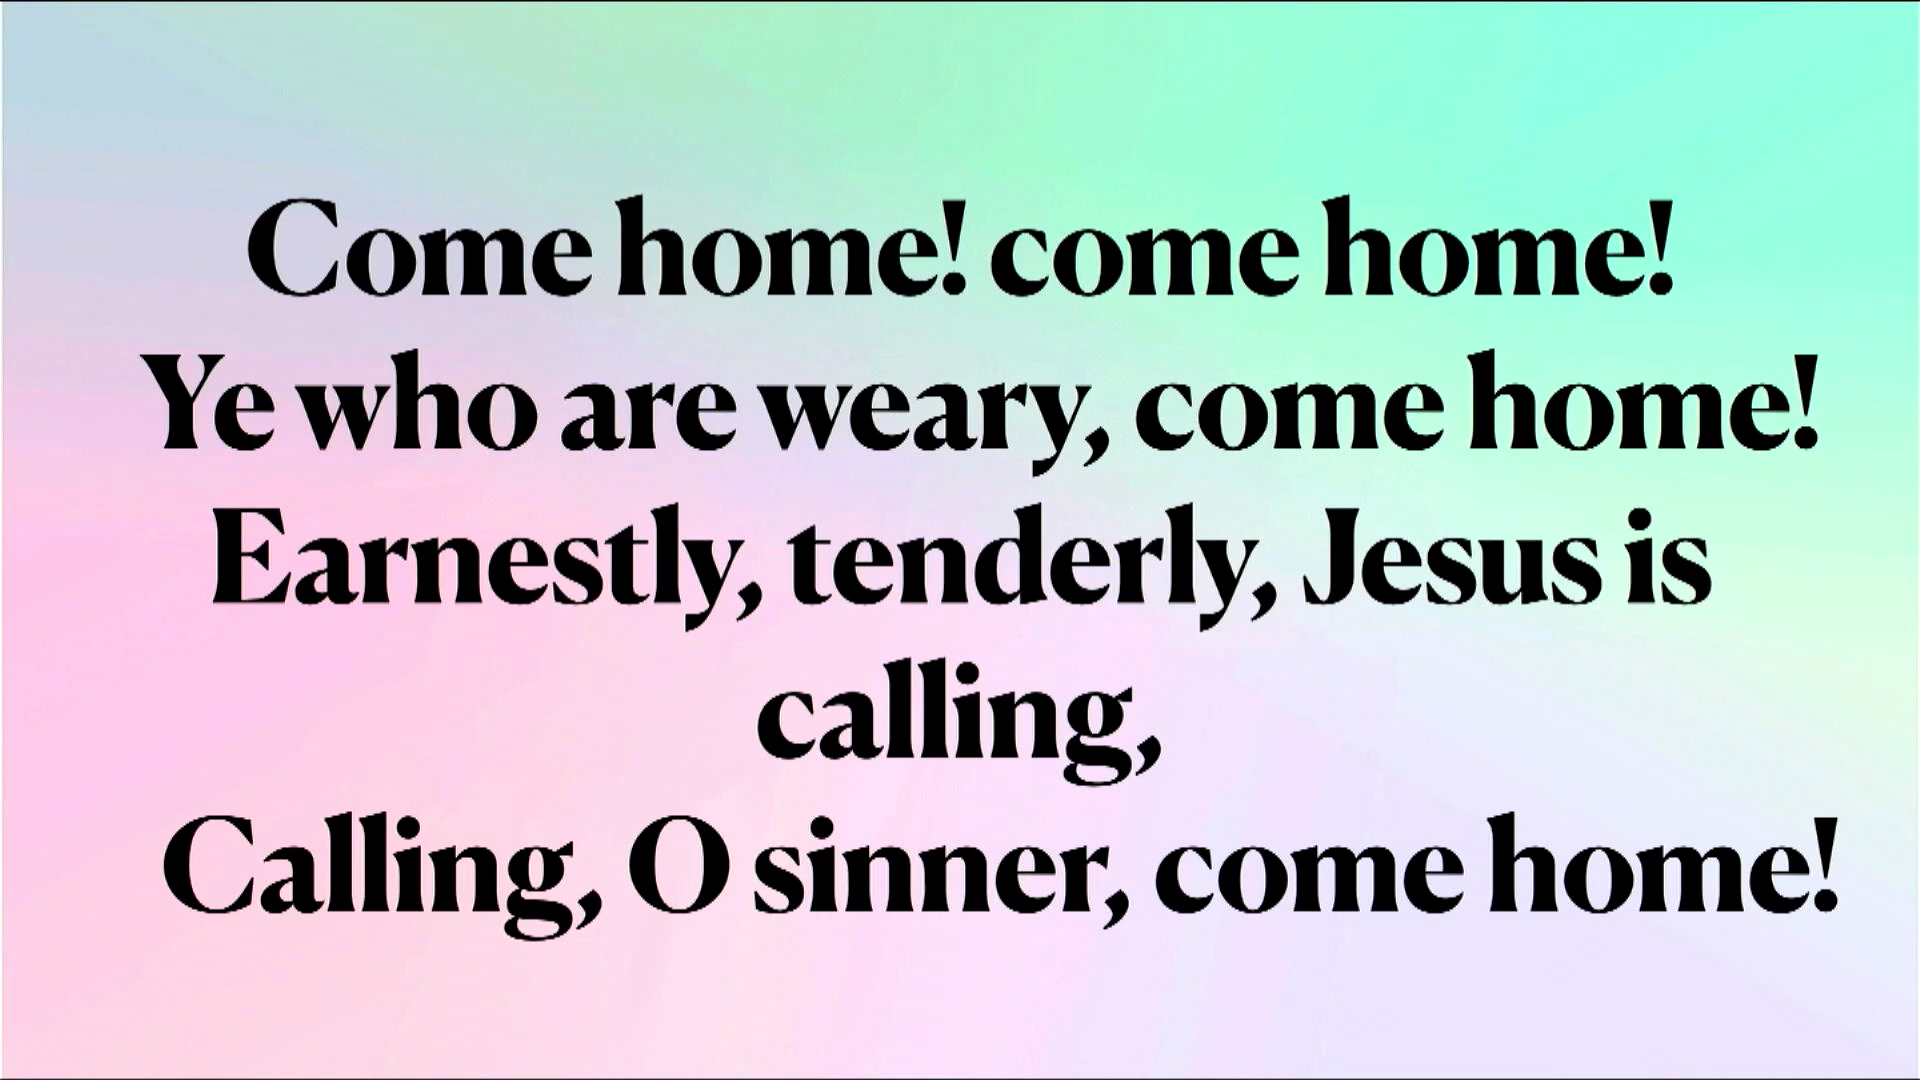 Come home! come home!
Ye who are weary, come home!
Earnestly, tenderly, Jesus is
calling,
Calling, O sinner, come home!